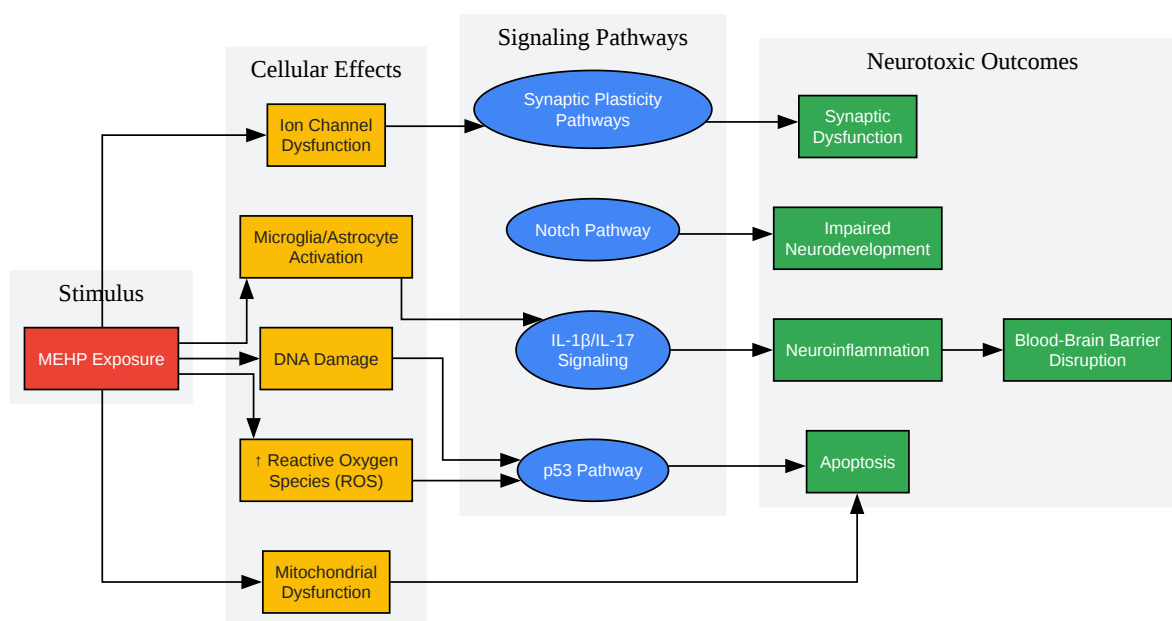 Stimulus
MEHP Exposure
Cellular Effects
Ion Channel
Dysfunction
Microglia/Astrocyte
Activation
DNA Damage
↑ Reactive Oxygen
Species (ROS)
Mitochondrial
Dysfunction
Signaling Pathways
Synaptic Plasticity
Pathways
Notch Pathway
IL-1β/IL-17
Signaling
p53 Pathway
Neurotoxic Outcomes
Synaptic
Dysfunction
Impaired
Neurodevelopment
Neuroinflammation
Blood-Brain Barrier
Disruption
Apoptosis